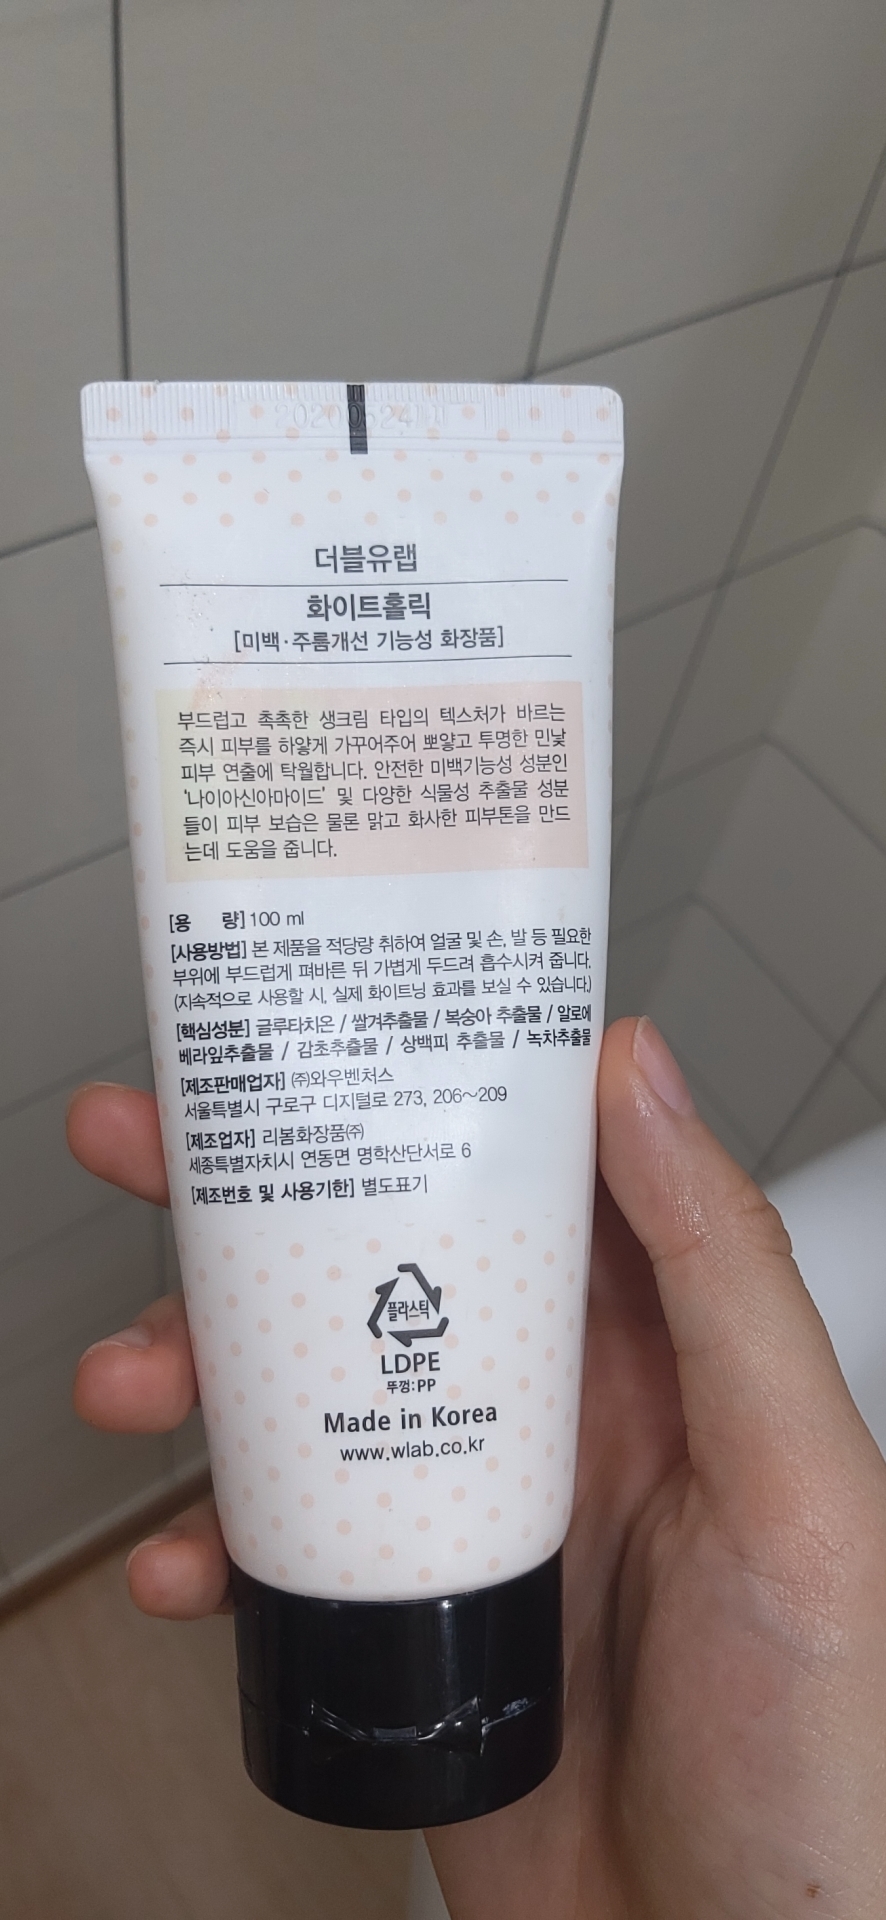 20200524까지
더블유랩
화이트홀릭
[미백·주름개선 기능성 화장품]
부드럽고 촉촉한 생크림 타입의 텍스처가 바르는
즉시 피부를 하얗게 가꾸어주어 뽀얗고 투명한 민낯
피부 연출에 탁월합니다. 안전한 미백기능성 성분인
‘나이아신아마이드’ 및 다양한 식물성 추출물 성분
들이 피부 보습은 물론 맑고 화사한 피부톤을 만드
는데 도움을 줍니다.
[용 량] 100 ml
[사용방법] 본 제품을 적당량 취하여 얼굴 및 손, 발 등 필요한
부위에 부드럽게 펴바른 뒤 가볍게 두드려 흡수시켜 줍니다.
(지속적으로 사용할 시, 실제 화이트닝 효과를 보실 수 있습니다.)
[핵심성분] 글루타치온 / 쌀겨추출물 / 복숭아 추출물 / 알로에
베라잎추출물 / 감초추출물 / 상백피 추출물 / 녹차추출물
[제조판매업자] ㈜와우벤처스
서울특별시 구로구 디지털로 273, 206~209
[제조업자] 리봄화장품㈜
세종특별자치시 연동면 명학산단서로 6
[제조번호 및 사용기한] 별도표기
플라스틱
LDPE
뚜껑:PP
Made in Korea
www.wlab.co.kr